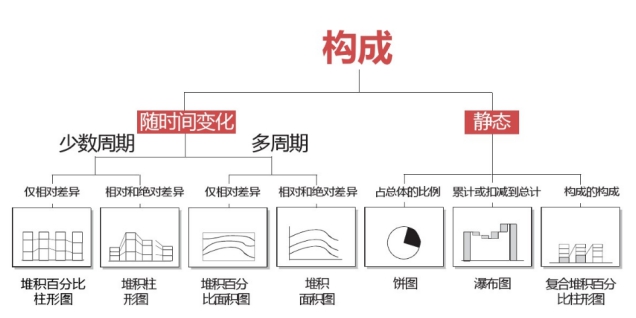 构成
随时间变化
静态
少数周期
多周期
仅相对差异
相对和绝对差异
仅相对差异
相对和绝对差异
占总体的比例
累计或扣减到总计
构成的构成
堆积百分比
柱形图
堆积柱
形图
堆积百分
比面积图
堆积
面积图
饼图
瀑布图
复合堆积百分
比柱形图